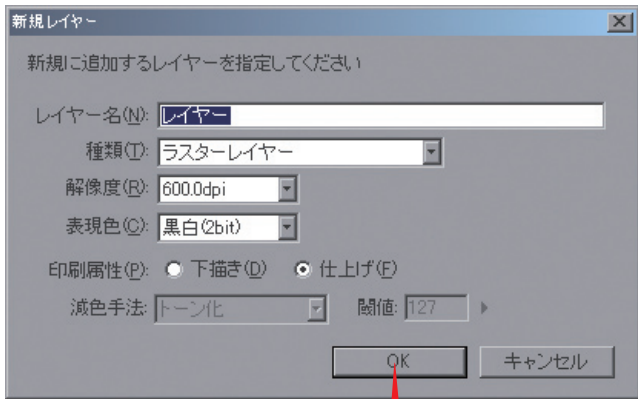 新規レイヤー
新規に追加するレイヤーを指定してください
レイヤー名(N): レイヤー
種類(T): ラスターレイヤー
解像度(R): 600.0dpi
表現色(C): 黒白(2bit)
印刷属性(P): 下描き(D) 仕上げ(F)
減色手法: トーン化 閾値: 127
OK キャンセル